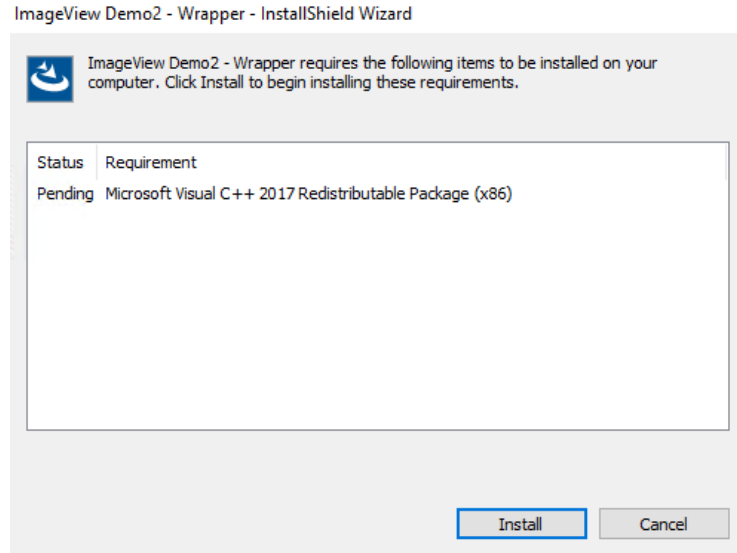 ImageView Demo2 - Wrapper - InstallShield Wizard
ImageView Demo2 - Wrapper requires the following items to be installed on your
computer. Click Install to begin installing these requirements.
Status Requirement
Pending Microsoft Visual C++ 2017 Redistributable Package (x86)
Install Cancel